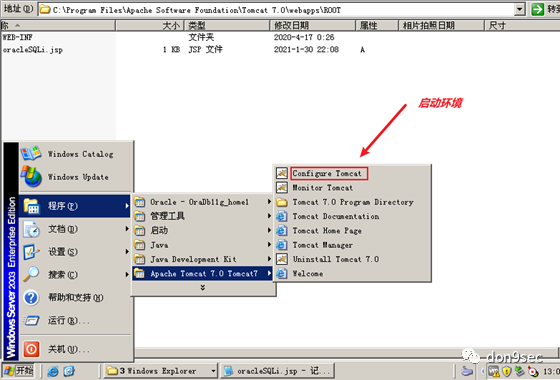 地址(D) C:\Program Files\Apache Software Foundation\Tomcat 7.0\webapps\ROOT 转到
称 大小 类型 修改日期 属性 相片拍照日期 尺寸
WEB-INF 文件夹 2020-4-17 0:26
oracleSQLi.jsp 1 KB JSP 文件 2021-1-30 22:08 A
启动环境
Windows Catalog
Windows Update
程序(P)
文档(D)
设置(S)
搜索(C)
帮助和支持(H)
运行(R)...
关机(U)...
Windows Server 2003 Enterprise Edition
Oracle - OraDb11g_home1
管理工具
启动
Java
Java Development Kit
Apache Tomcat 7.0 Tomcat7
Configure Tomcat
Monitor Tomcat
Tomcat 7.0 Program Directory
Tomcat Documentation
Tomcat Home Page
Tomcat Manager
Uninstall Tomcat 7.0
Welcome
don9sec
开始 3 Windows Explorer oracleSQLi.jsp - 记...